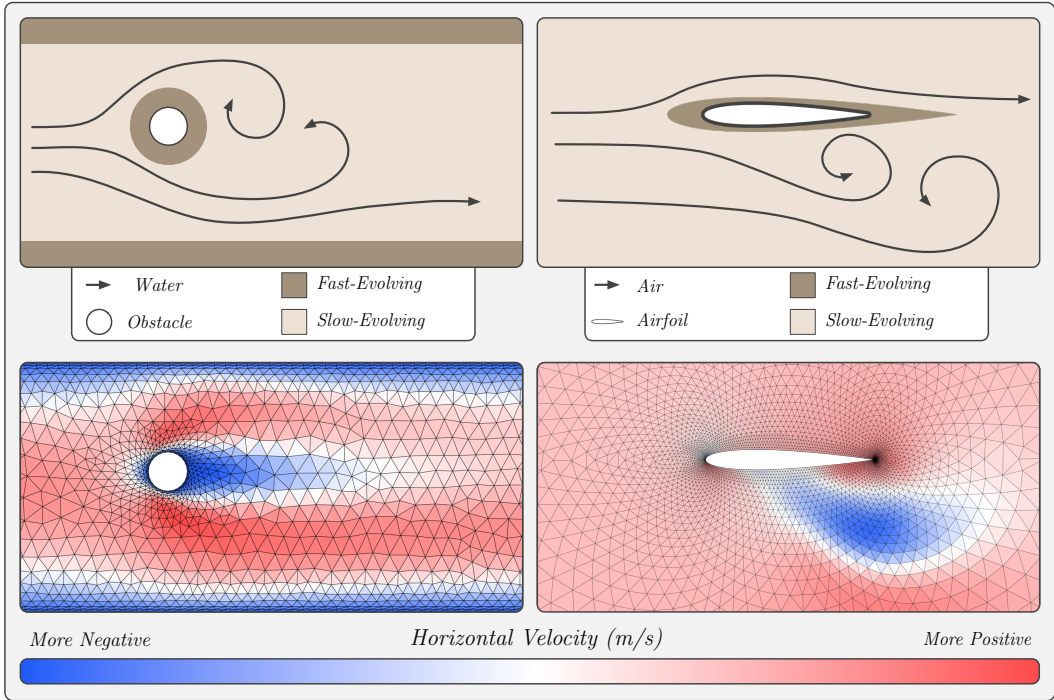 Water
Fast-Evolving
Obstacle
Slow-Evolving
Air
Fast-Evolving
Airfoil
Slow-Evolving
More Negative
Horizontal Velocity (m/s)
More Positive